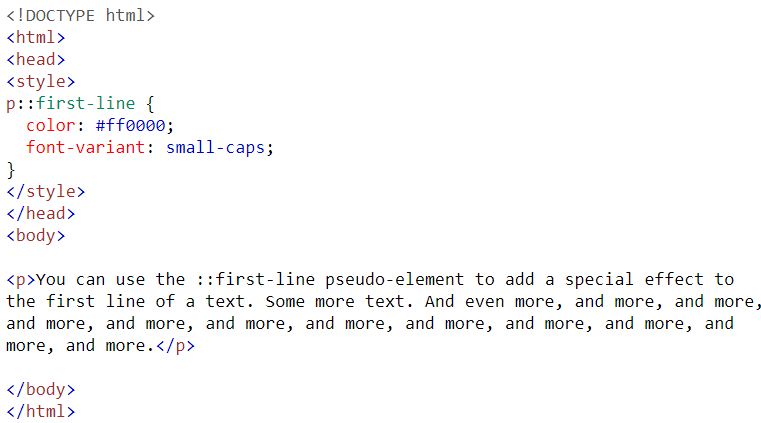 <!DOCTYPE html>
<html>
<head>
<style>
p::first-line {
  color: #ff0000;
  font-variant: small-caps;
}
</style>
</head>
<body>

<p>You can use the ::first-line pseudo-element to add a special effect to
the first line of a text. Some more text. And even more, and more, and more,
and more, and more, and more, and more, and more, and more, and more, and
more, and more.</p>

</body>
</html>